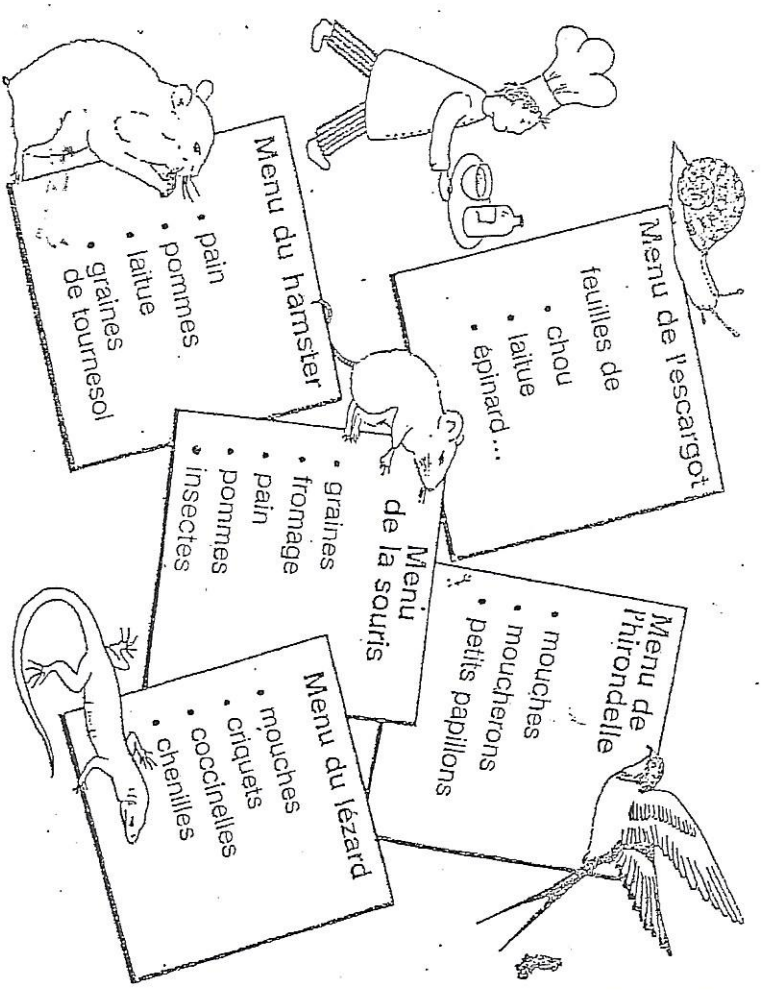 Menu de l'escargot
feuilles de
• chou
• laitue
• épinard...
Menu de
l'hirondelle
• mouches
• moucherons
• petits papillons
Menu du hamster
• pain
• pommes
• laitue
• graines
de tournesol
Menu
de la souris
• graines
• fromage
• pain
• pommes
• insectes
Menu du lézard
• mouches
• criquets
• coccinelles
• chenilles